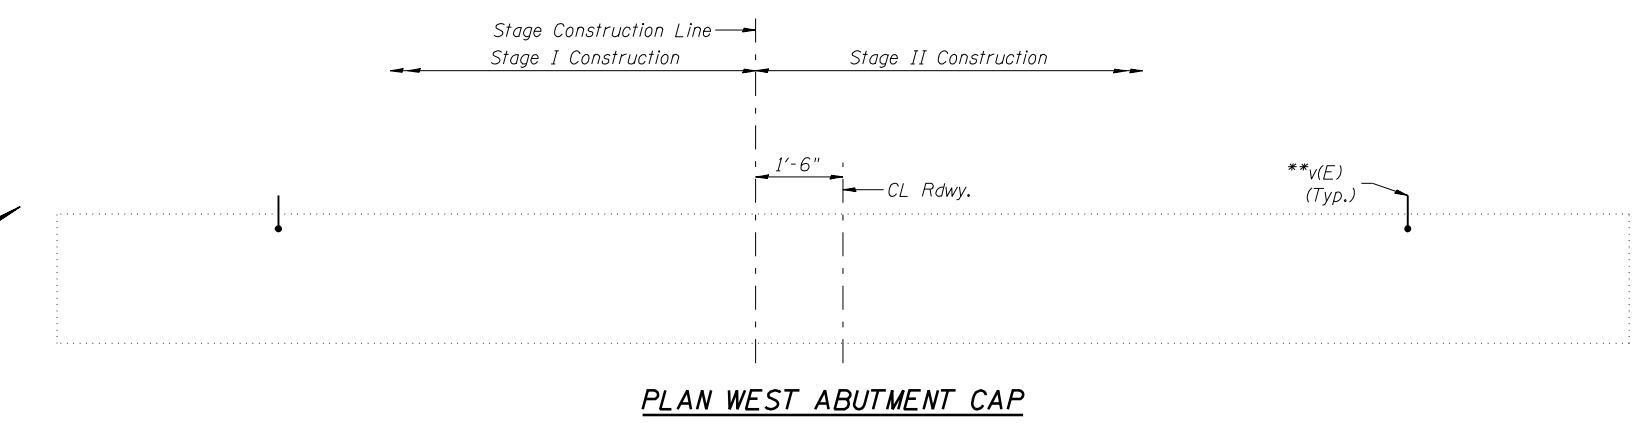 Stage Construction Line
Stage I Construction
Stage II Construction
1'-6"
CL Rdwy.
**v(E)
(Typ.)
PLAN WEST ABUTMENT CAP